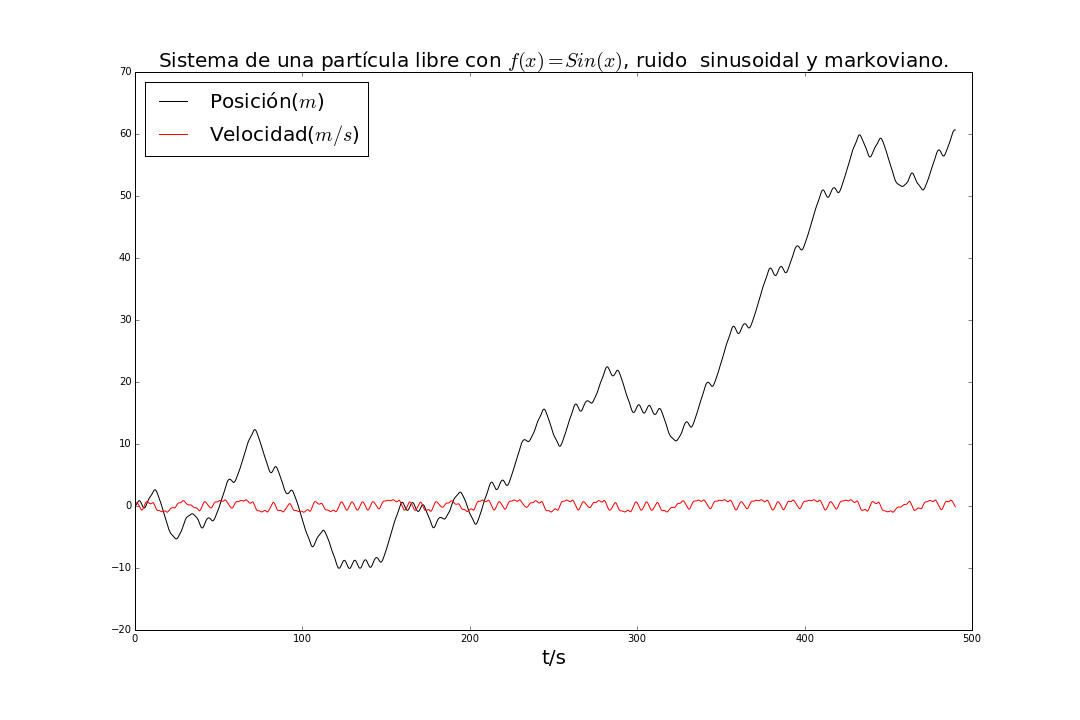 Sistema de una partícula libre con f(x)=Sin(x), ruido  sinusoidal y markoviano.
70
Posición(m)
Velocidad(m/s)
60
50
40
30
20
10
0
−10
−20
0 100 200 300 400 500
t/s